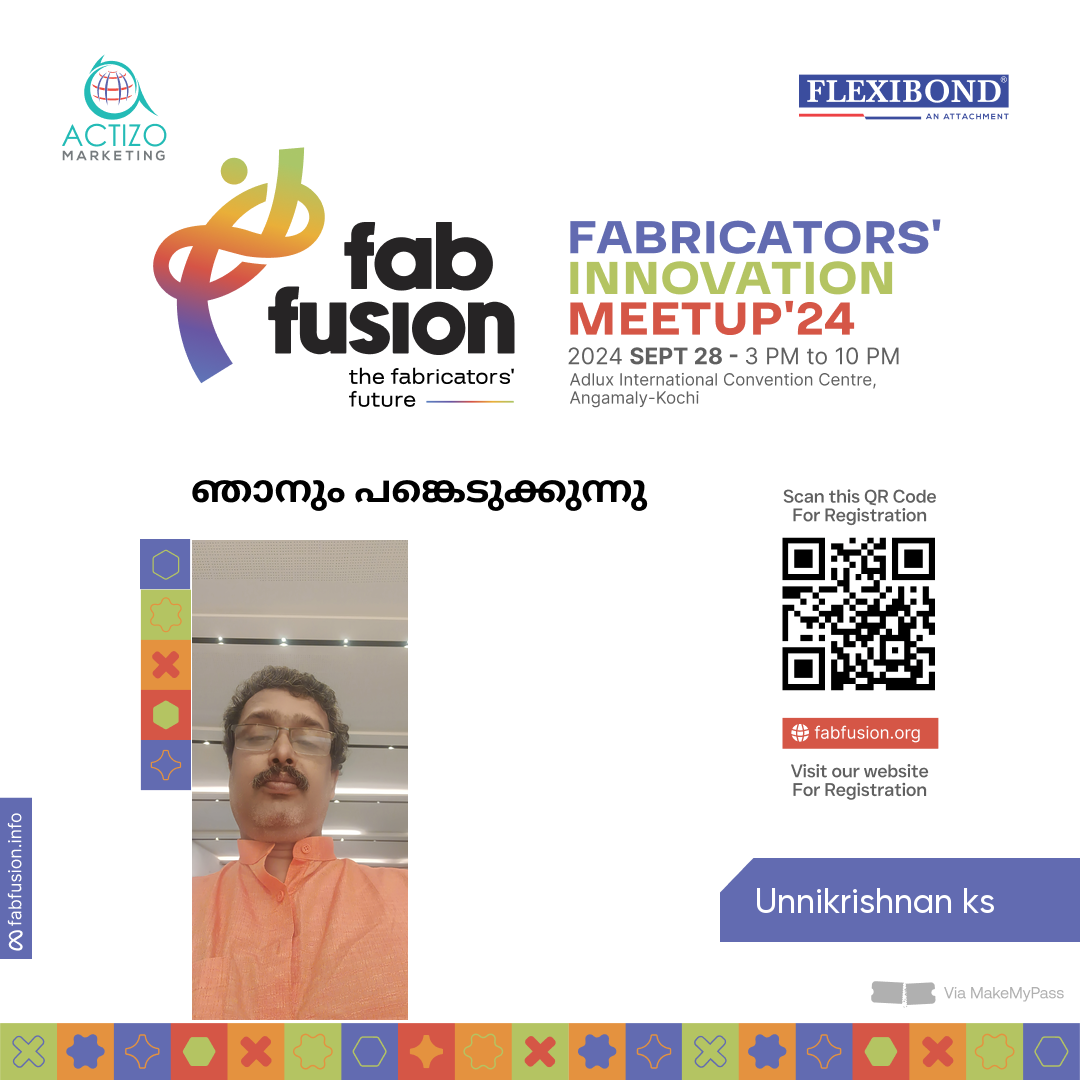 ACTIZO
MARKETING
FLEXIBOND®
AN ATTACHMENT
fab
fusion
the fabricators'
future
FABRICATORS'
INNOVATION
MEETUP'24
2024 SEPT 28 - 3 PM to 10 PM
Adlux International Convention Centre,
Angamaly-Kochi
ഞാനും പങ്കെടുക്കുന്നു
Scan this QR Code
For Registration
fabfusion.org
Visit our website
For Registration
fabfusion.info
Unnikrishnan ks
Via MakeMyPass